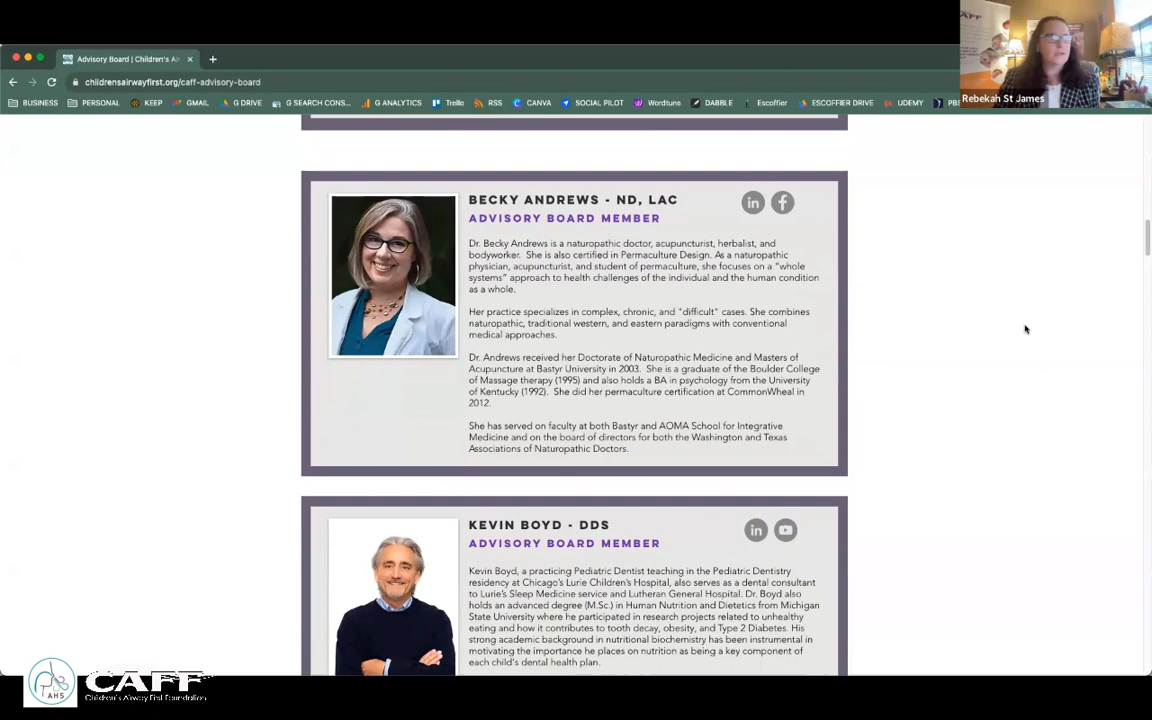 Advisory Board | Children's Air
childrensairwayfirst.org/caff-advisory-board
BUSINESS PERSONAL KEEP GMAIL G DRIVE G SEARCH CONS... G ANALYTICS Trello RSS CANVA SOCIAL PILOT Wordtune DABBLE Escoffier ESCOFFIER DRIVE UDEMY
Rebekah St James
BECKY ANDREWS - ND, LAC
ADVISORY BOARD MEMBER
Dr. Becky Andrews is a naturopathic doctor, acupuncturist, herbalist, and
bodyworker. She is also certified in Permaculture Design. As a naturopathic
physician, acupuncturist, and student of permaculture, she focuses on a "whole
systems" approach to health challenges of the individual and the human condition
as a whole.
Her practice specializes in complex, chronic, and "difficult" cases. She combines
naturopathic, traditional western, and eastern paradigms with conventional
medical approaches.
Dr. Andrews received her Doctorate of Naturopathic Medicine and Masters of
Acupuncture at Bastyr University in 2003. She is a graduate of the Boulder College
of Massage therapy (1995) and also holds a BA in psychology from the University
of Kentucky (1992). She did her permaculture certification at CommonWheal in
2012.
She has served on faculty at both Bastyr and AOMA School for Integrative
Medicine and on the board of directors for both the Washington and Texas
Associations of Naturopathic Doctors.
KEVIN BOYD - DDS
ADVISORY BOARD MEMBER
Kevin Boyd, a practicing Pediatric Dentist teaching in the Pediatric Dentistry
residency at Chicago's Lurie Children's Hospital, also serves as a dental consultant
to Lurie's Sleep Medicine service and Lutheran General Hospital. Dr. Boyd also
holds an advanced degree (M.Sc.) in Human Nutrition and Dietetics from Michigan
State University where he participated in research projects related to unhealthy
eating and how it contributes to tooth decay, obesity, and Type 2 Diabetes. His
strong academic background in nutritional biochemistry has been instrumental in
motivating the importance he places on nutrition as being a key component of
each child's dental health plan.
AHS
CAFF
Children's Airway First Foundation